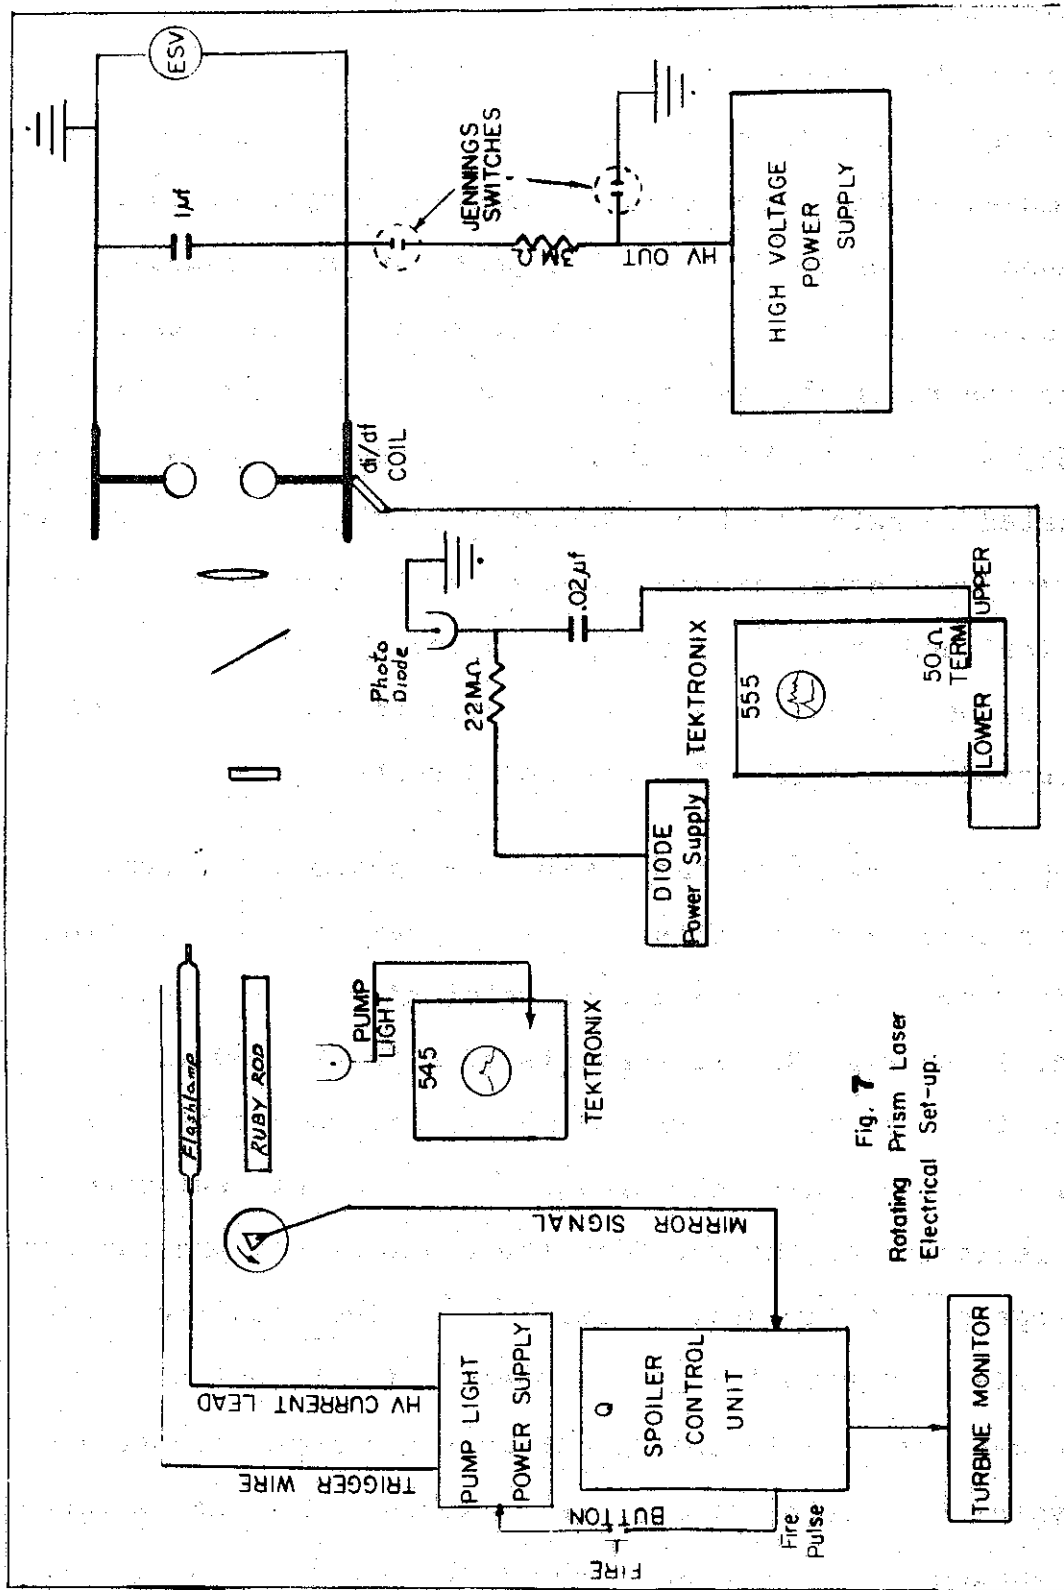 TRIGGER WIRE
HV CURRENT LEAD
Flashlamp
RUBY ROD
MIRROR SIGNAL
PUMP LIGHT
POWER SUPPLY
FIRE
BUTTON
Fire
Pulse
Q
SPOILER
CONTROL
UNIT
TURBINE MONITOR
PUMP
LIGHT
545
TEKTRONIX
Photo
Diode
22MΩ
.02μf
DIODE
Power Supply
TEKTRONIX
555
LOWER
50Ω
TERM.
UPPER
di/dt
COIL
1μf
ESV
JENNINGS
SWITCHES
3MΩ
HV OUT
HIGH VOLTAGE
POWER
SUPPLY
Fig. 7
Rotating Prism Laser
Electrical Set-up.